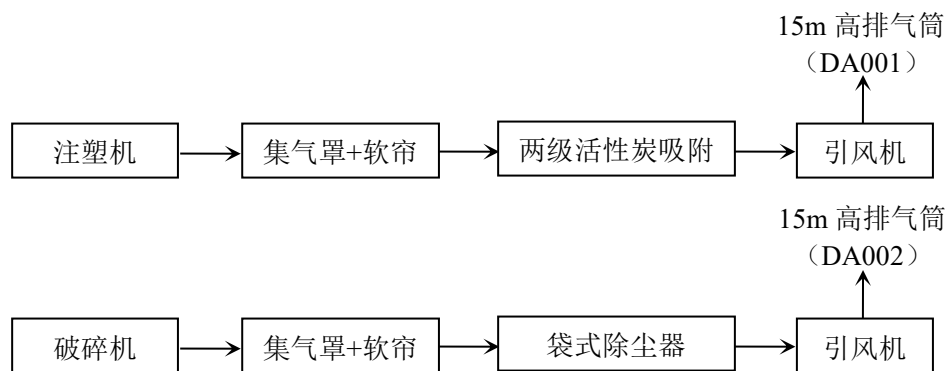 15m 高排气筒
（DA001）
注塑机
集气罩+软帘
两级活性炭吸附
引风机
15m 高排气筒
（DA002）
破碎机
集气罩+软帘
袋式除尘器
引风机